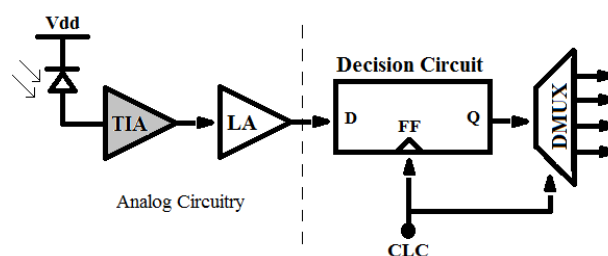 Vdd
Decision Circuit
TIA
LA
D
FF
Q
DMUX
Analog Circuitry
CLC